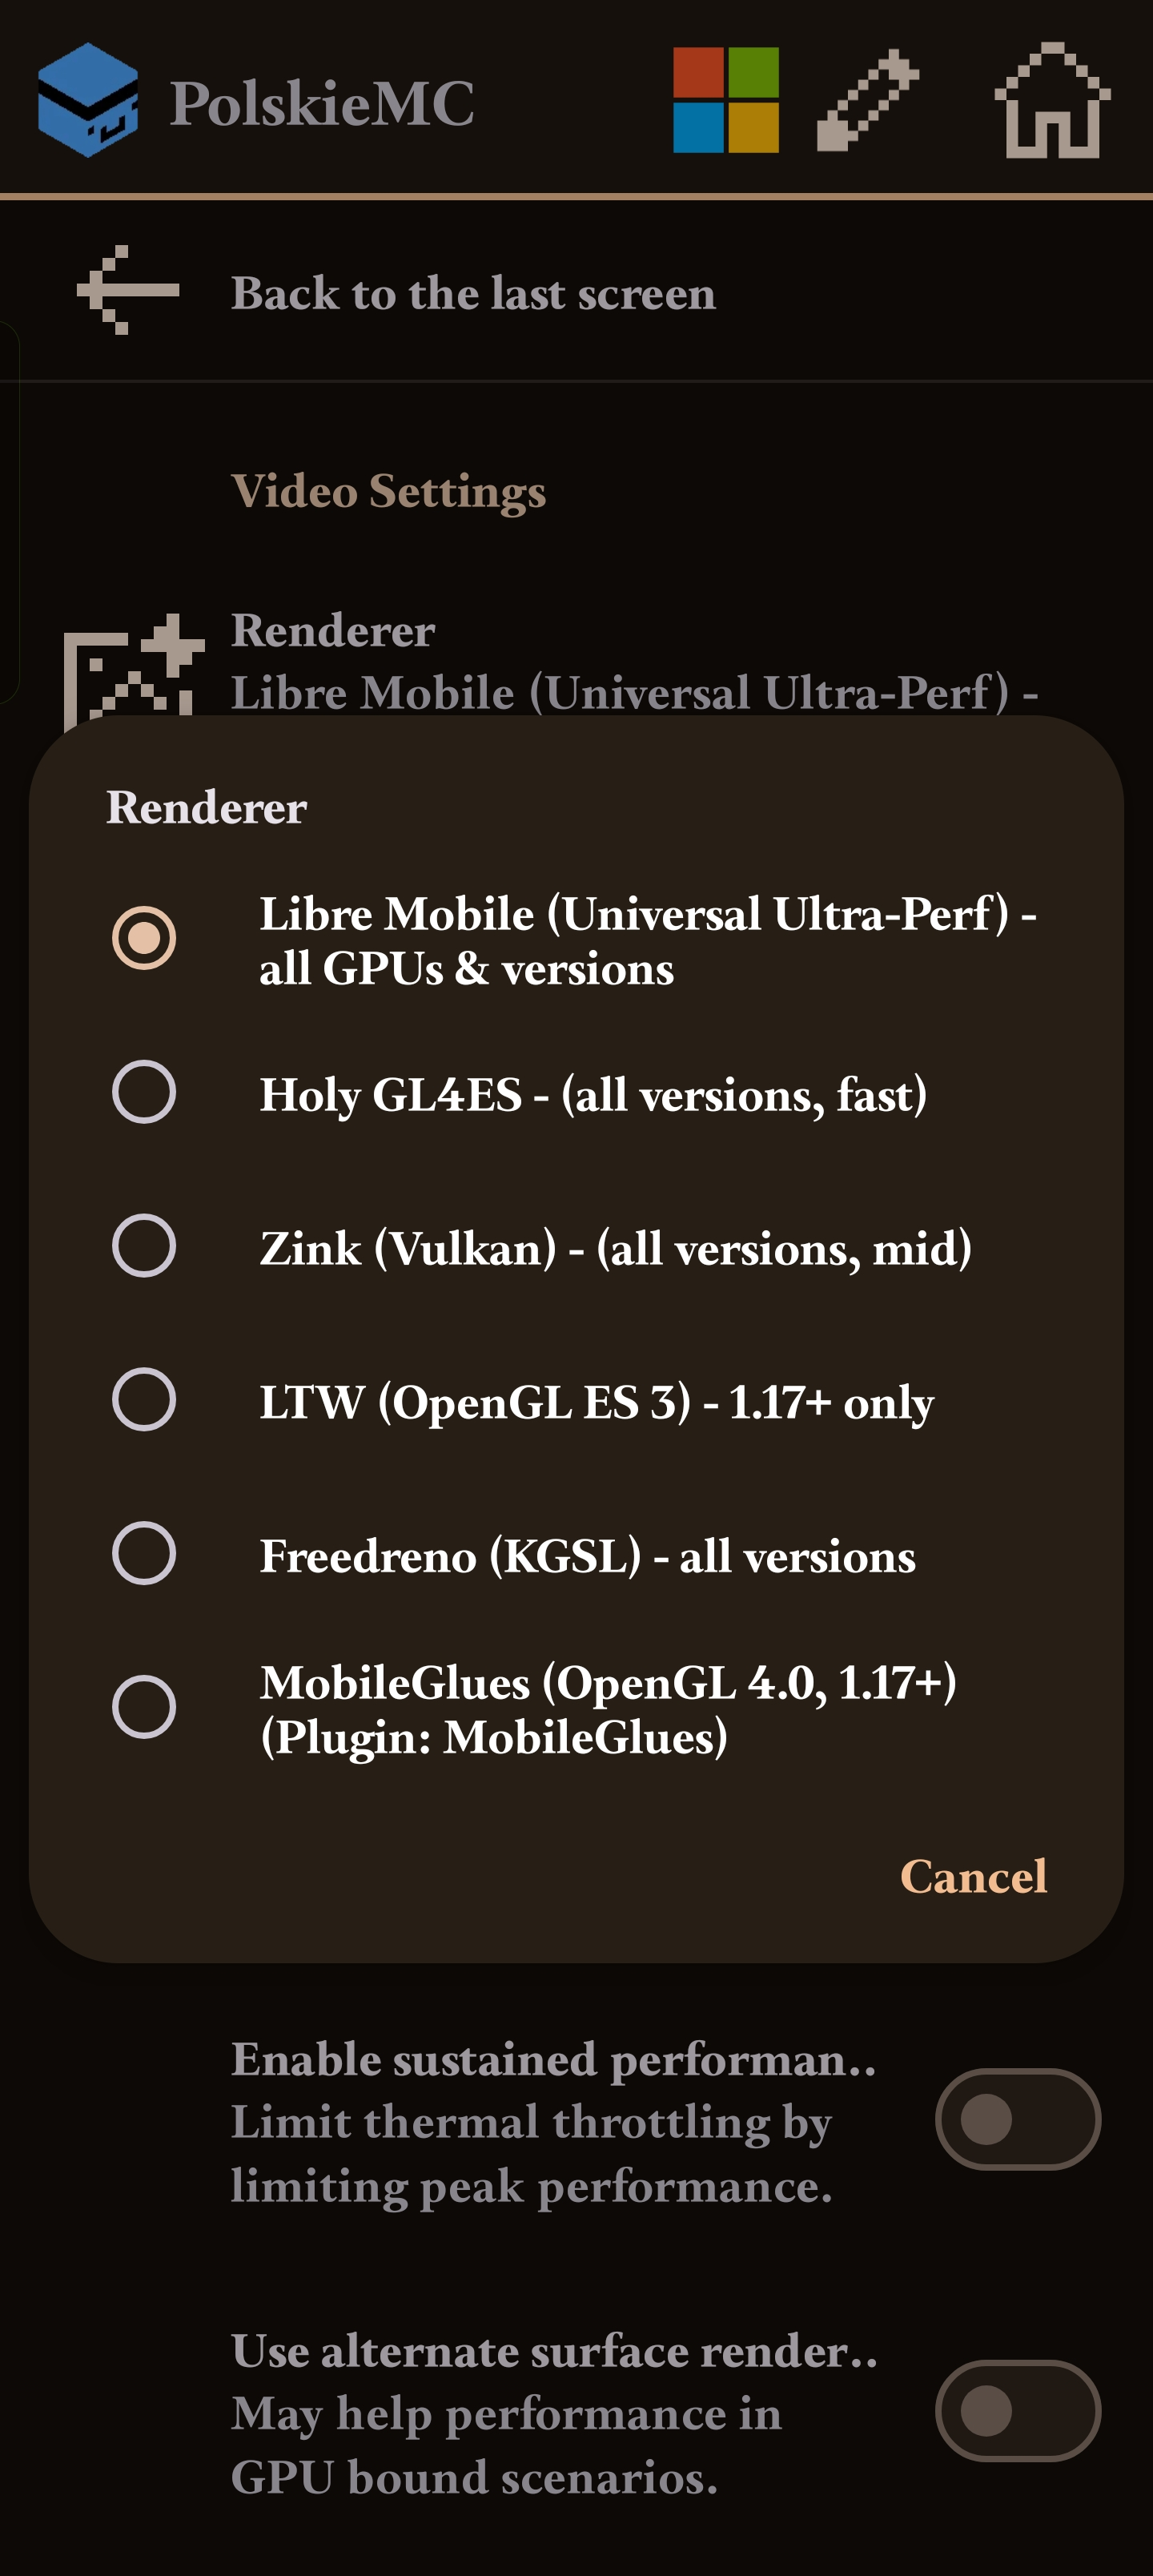 PolskieMC
Back to the last screen
Video Settings
Renderer
Libre Mobile (Universal Ultra-Perf) -
Renderer
Libre Mobile (Universal Ultra-Perf) -
all GPUs & versions
Holy GL4ES - (all versions, fast)
Zink (Vulkan) - (all versions, mid)
LTW (OpenGL ES 3) - 1.17+ only
Freedreno (KGSL) - all versions
MobileGlues (OpenGL 4.0, 1.17+)
(Plugin: MobileGlues)
Cancel
Enable sustained performan..
Limit thermal throttling by
limiting peak performance.
Use alternate surface render..
May help performance in
GPU bound scenarios.